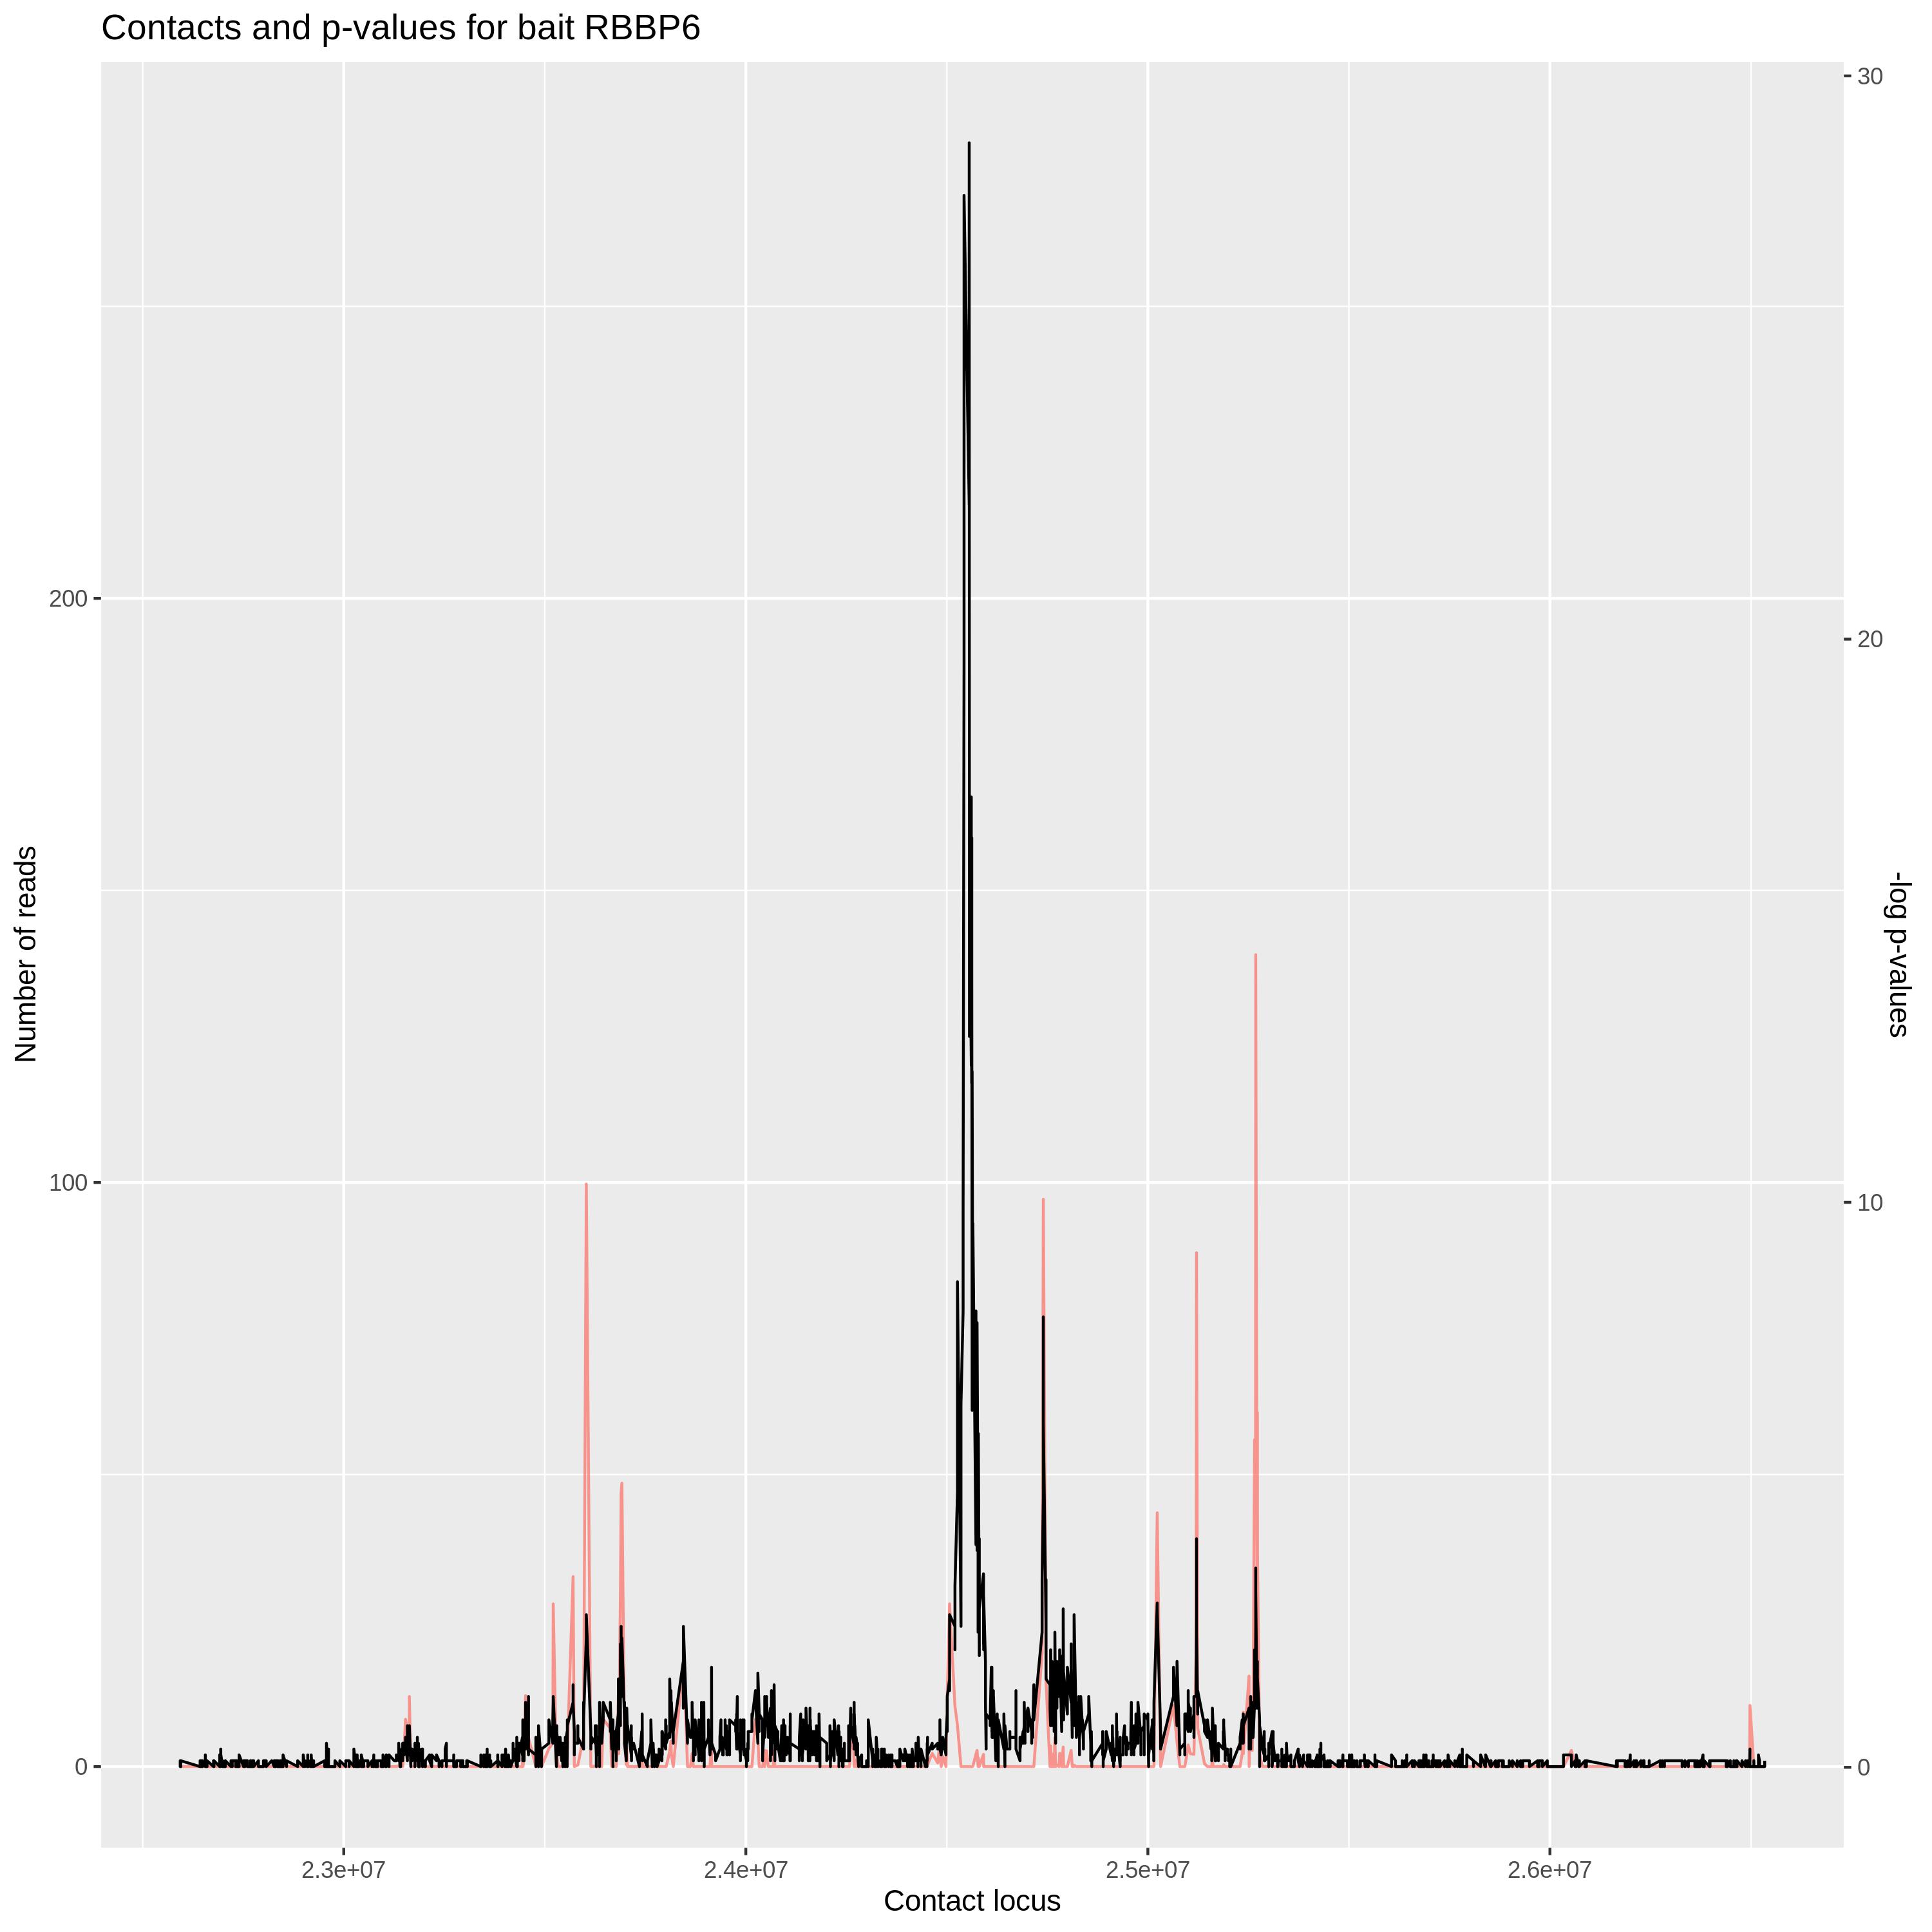 Contacts and p-values for bait RBBP6
30
200
20
Number of reads
-log p-values
100
10
0
0
2.3e+07
2.4e+07
2.5e+07
2.6e+07
Contact locus